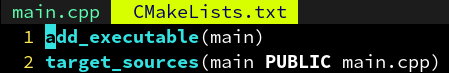 main.cpp CMakeLists.txt
1 add_executable(main)
2 target_sources(main PUBLIC main.cpp)